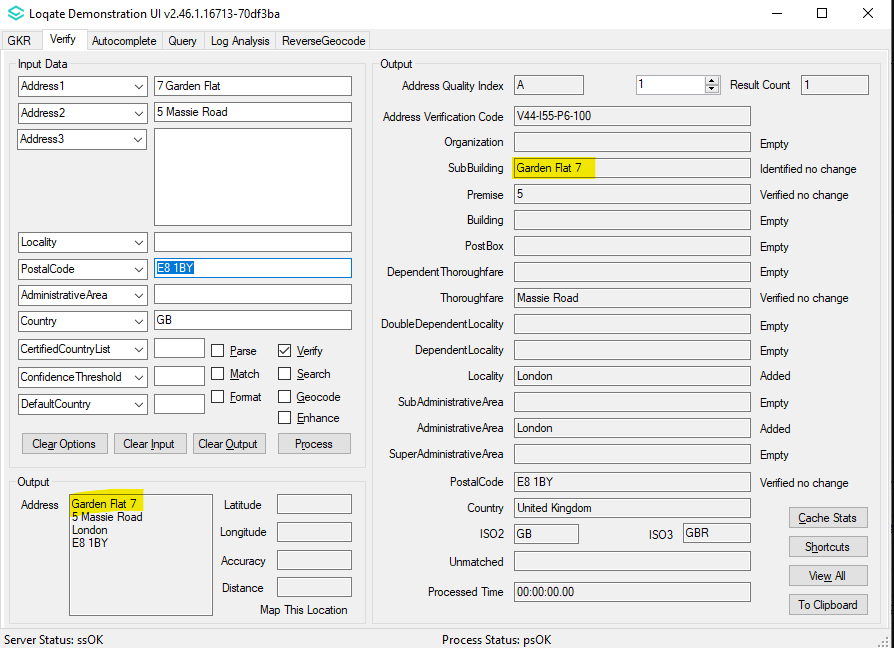 Loqate Demonstration UI v2.46.1.16713-70df3ba
GKR Verify Autocomplete Query Log Analysis ReverseGeocode
Input Data
Address1 7 Garden Flat
Address2 5 Massie Road
Address3
Locality
PostalCode E8 1BY
AdministrativeArea
Country GB
CertifiedCountryList Parse Verify
ConfidenceThreshold Match Search
DefaultCountry Format Geocode
Enhance
Clear Options Clear Input Clear Output Process
Output
Address Garden Flat 7
5 Massie Road
London
E8 1BY
Latitude
Longitude
Accuracy
Distance
Map This Location
Output
Address Quality Index A 1 Result Count 1
Address Verification Code V44-I55-P6-100
Organization Empty
SubBuilding Garden Flat 7 Identified no change
Premise 5 Verified no change
Building Empty
PostBox Empty
DependentThoroughfare Empty
Thoroughfare Massie Road Verified no change
DoubleDependentLocality Empty
DependentLocality Empty
Locality London Added
SubAdministrativeArea Empty
AdministrativeArea London Added
SuperAdministrativeArea Empty
PostalCode E8 1BY Verified no change
Country United Kingdom
ISO2 GB ISO3 GBR
Unmatched
Processed Time 00:00:00.00
Cache Stats
Shortcuts
View All
To Clipboard
Server Status: ssOK Process Status: psOK